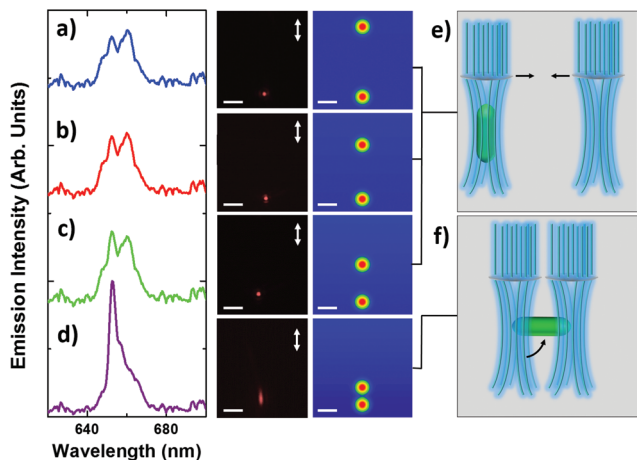 a)
b)
c)
d)
e)
f)
Emission Intensity (Arb. Units)
640
680
Wavelength (nm)